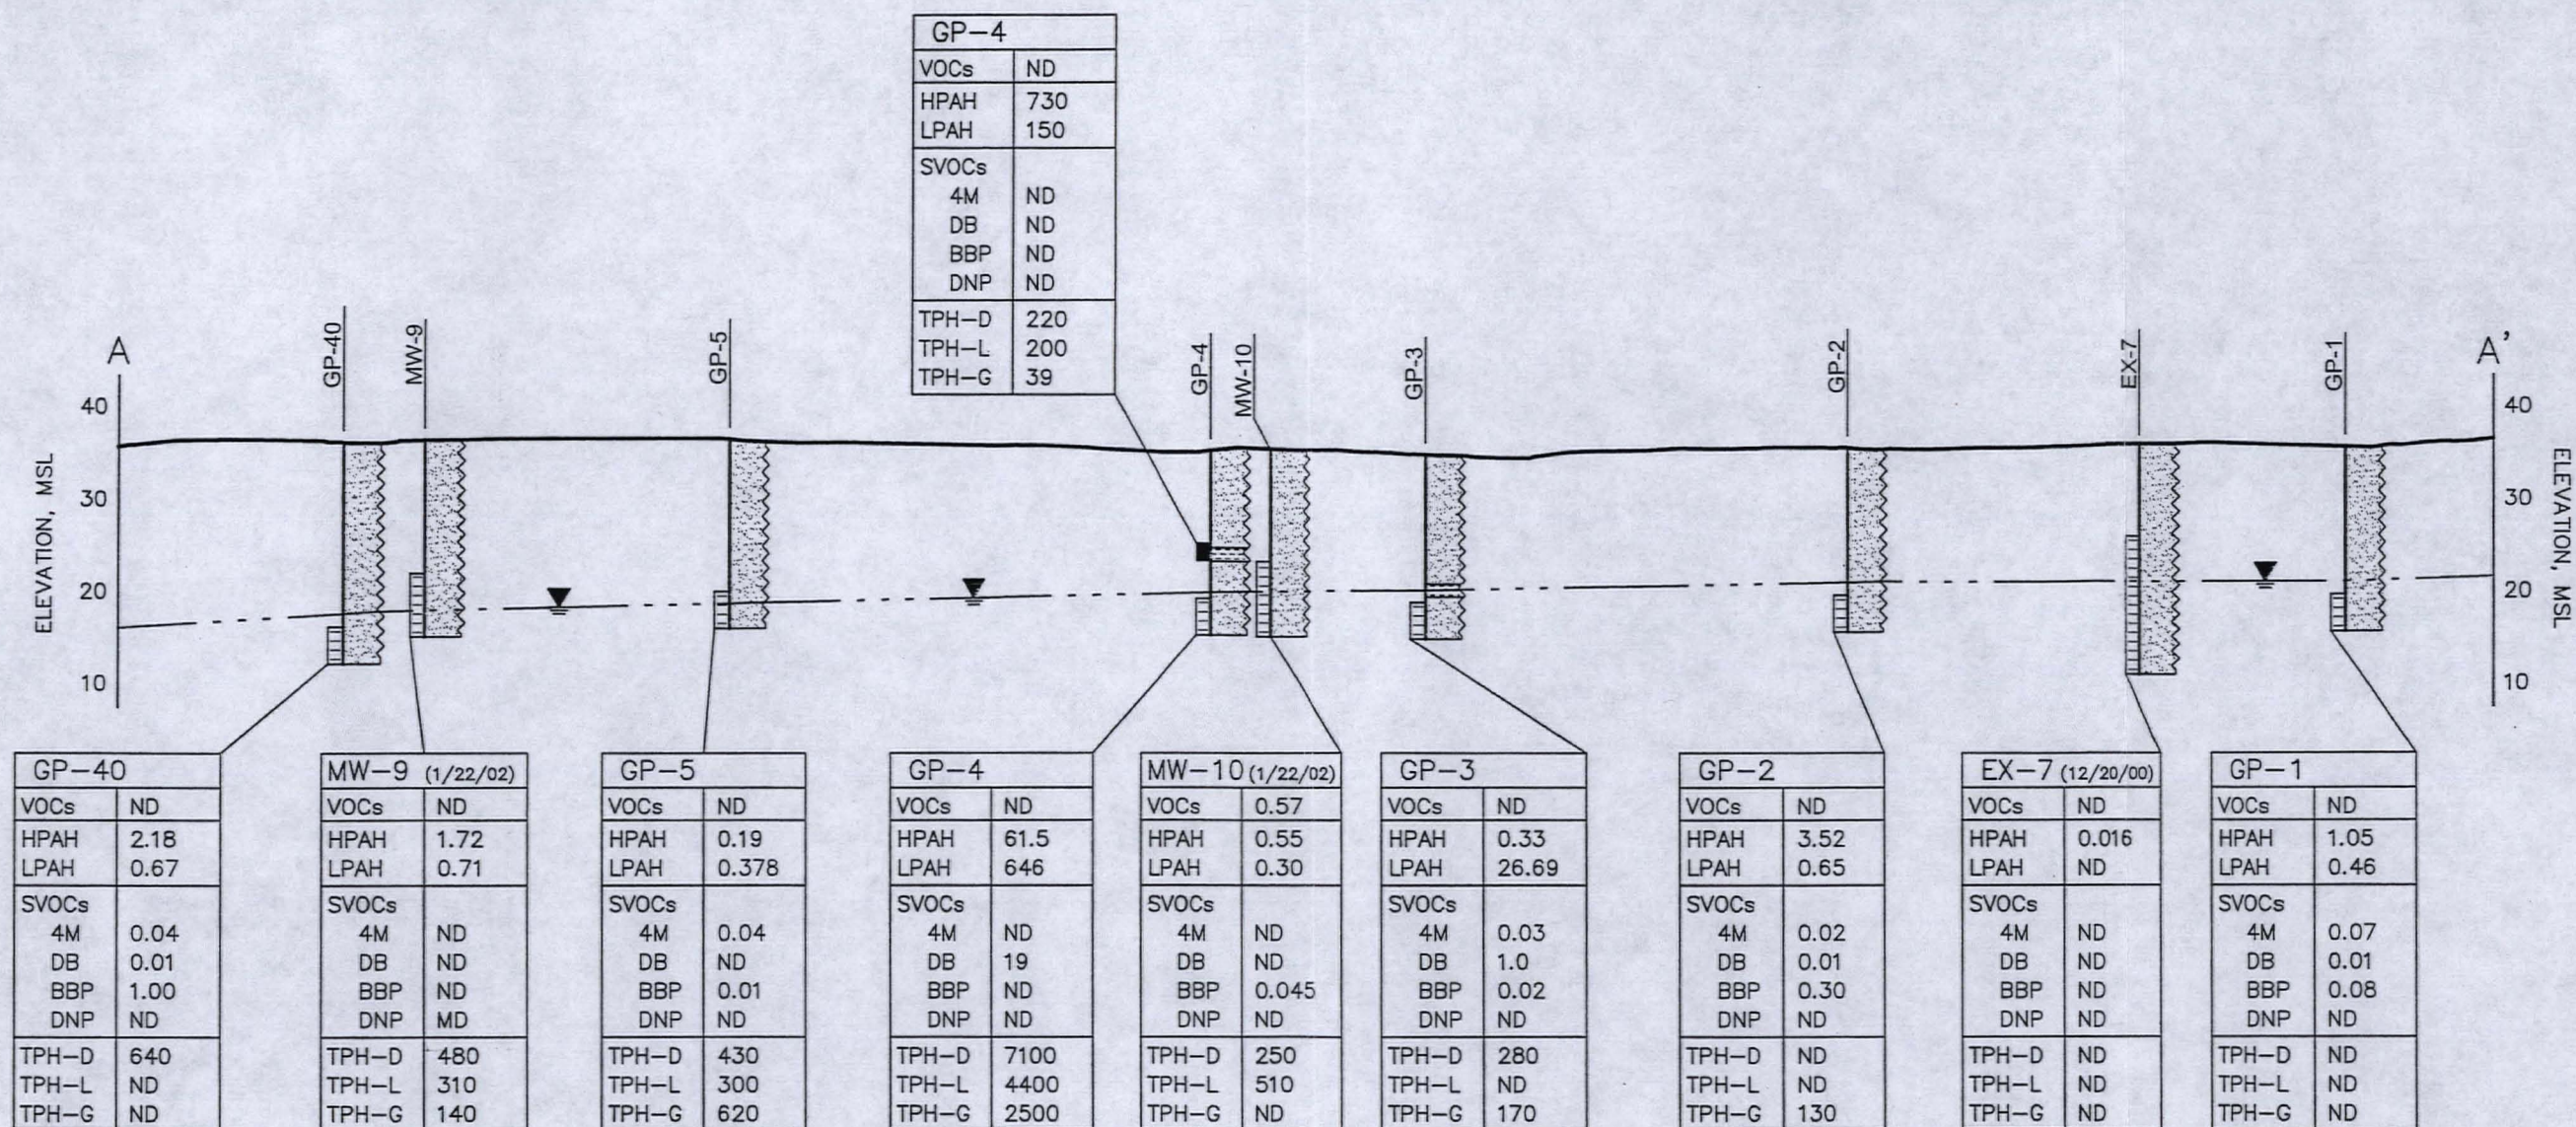 GP-4
VOCs ND
HPAH 730
LPAH 150
SVOCs
4M ND
DB ND
BBP ND
DNP ND
TPH-D 220
TPH-L 200
TPH-G 39
A
GP-40
MW-9
GP-5
GP-4
MW-10
GP-3
GP-2
EX-7
GP-1
A'
ELEVATION, MSL
40
30
20
10
40
30
20
10
ELEVATION, MSL
GP-40
VOCs ND
HPAH 2.18
LPAH 0.67
SVOCs
4M 0.04
DB 0.01
BBP 1.00
DNP ND
TPH-D 640
TPH-L ND
TPH-G ND
MW-9 (1/22/02)
VOCs ND
HPAH 1.72
LPAH 0.71
SVOCs
4M ND
DB ND
BBP ND
DNP MD
TPH-D 480
TPH-L 310
TPH-G 140
GP-5
VOCs ND
HPAH 0.19
LPAH 0.378
SVOCs
4M 0.04
DB ND
BBP 0.01
DNP ND
TPH-D 430
TPH-L 300
TPH-G 620
GP-4
VOCs ND
HPAH 61.5
LPAH 646
SVOCs
4M ND
DB 19
BBP ND
DNP ND
TPH-D 7100
TPH-L 4400
TPH-G 2500
MW-10 (1/22/02)
VOCs 0.57
HPAH 0.55
LPAH 0.30
SVOCs
4M ND
DB ND
BBP 0.045
DNP ND
TPH-D 250
TPH-L 510
TPH-G ND
GP-3
VOCs ND
HPAH 0.33
LPAH 26.69
SVOCs
4M 0.03
DB 1.0
BBP 0.02
DNP ND
TPH-D 280
TPH-L ND
TPH-G 170
GP-2
VOCs ND
HPAH 3.52
LPAH 0.65
SVOCs
4M 0.02
DB 0.01
BBP 0.30
DNP ND
TPH-D ND
TPH-L ND
TPH-G 130
EX-7 (12/20/00)
VOCs ND
HPAH 0.016
LPAH ND
SVOCs
4M ND
DB ND
BBP ND
DNP ND
TPH-D ND
TPH-L ND
TPH-G ND
GP-1
VOCs ND
HPAH 1.05
LPAH 0.46
SVOCs
4M 0.07
DB 0.01
BBP 0.08
DNP ND
TPH-D ND
TPH-L ND
TPH-G ND